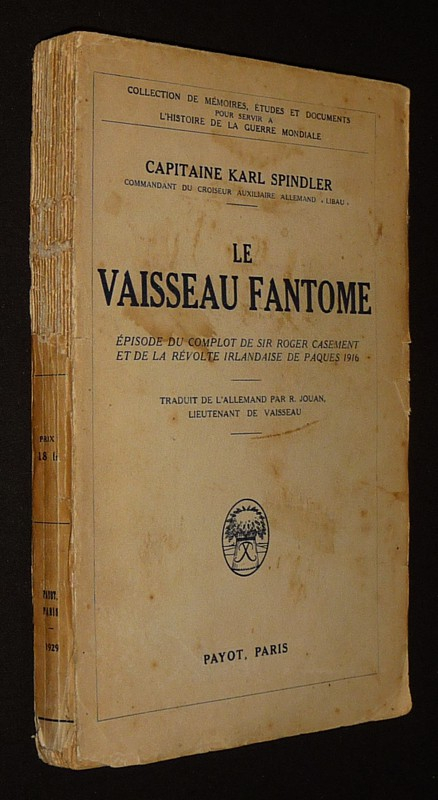 COLLECTION DE MÉMOIRES, ÉTUDES ET DOCUMENTS
POUR SERVIR A
L'HISTOIRE DE LA GUERRE MONDIALE
CAPITAINE KARL SPINDLER
COMMANDANT DU CROISEUR AUXILIAIRE ALLEMAND « LIBAU »
LE
VAISSEAU FANTOME
ÉPISODE DU COMPLOT DE SIR ROGER CASEMENT
ET DE LA RÉVOLTE IRLANDAISE DE PAQUES 1916
TRADUIT DE L'ALLEMAND PAR R. JOUAN,
LIEUTENANT DE VAISSEAU
PAYOT, PARIS
PRIX
18 fr
PAYOT,
PARIS
1929